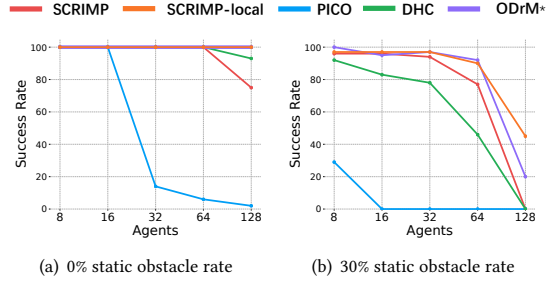 SCRIMP SCRIMP-local PICO DHC ODrM*
Success Rate
100
80
60
40
20
0
8 16 32 64 128
Agents
(a) 0% static obstacle rate
Success Rate
100
80
60
40
20
0
8 16 32 64 128
Agents
(b) 30% static obstacle rate